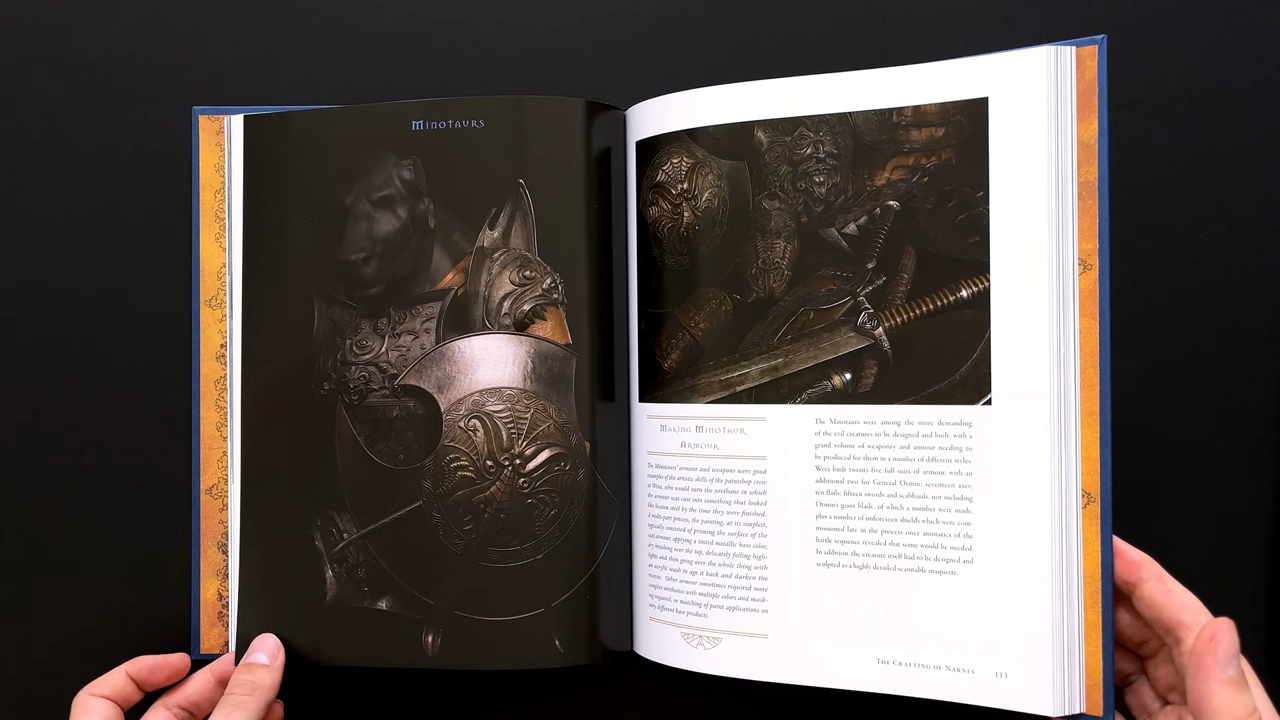 Minotaurs
Making Minotaur
Armour
The Minotaurs' armour and weapons were good
examples of the artistic skills of the paintshop crew
at Weta, who would turn the urethane in which
the armour was cast into something that looked
like beaten steel by the time they were finished.
A multi-part process, the painting, at its simplest,
typically consisted of priming the surface of the
cast armour, applying a tinted metallic base color,
dry brushing over the top, delicately foiling high-
lights and then going over the whole thing with
an acrylic wash to age it back and darken the
recesses. Other armour sometimes required more
complex urethanes with multiple colors and mask-
ing required, or matching of paint applications on
very different base products.
The Minotaurs were among the more demanding
of the evil creatures to be designed and built, with a
grand volume of weaponry and armour needing to
be produced for them in a number of different styles.
Weta built twenty-five full suits of armour, with an
additional two for General Otmin; seventeen axes;
ten flails; fifteen swords and scabbards, not including
Otmin's giant blade, of which a number were made,
plus a number of unforeseen shields which were com-
missioned late in the process once animatics of the
battle sequence revealed that some would be needed.
In addition, the creature itself had to be designed and
sculpted as a highly detailed scannable maquette.
The Crafting of Narnia 113